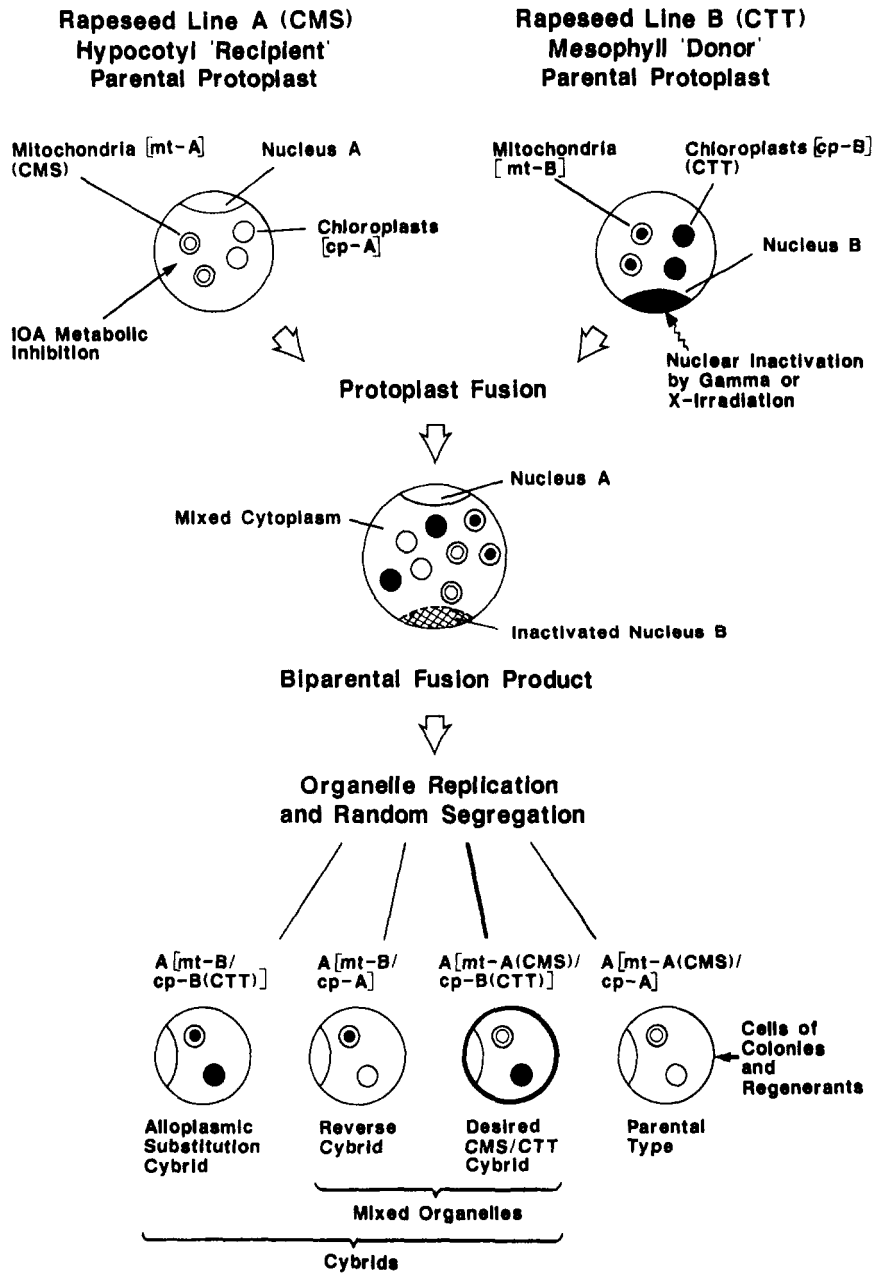 Rapeseed Line A (CMS)
Hypocotyl 'Recipient'
Parental Protoplast
Rapeseed Line B (CTT)
Mesophyll 'Donor'
Parental Protoplast
Mitochondria [mt-A]
(CMS)
Nucleus A
Chloroplasts
[cp-A]
IOA Metabolic
Inhibition
Mitochondria
[mt-B]
Chloroplasts [cp-B]
(CTT)
Nucleus B
Nuclear Inactivation
by Gamma or
X-Irradiation
Protoplast Fusion
Nucleus A
Mixed Cytoplasm
Inactivated Nucleus B
Biparental Fusion Product
Organelle Replication
and Random Segregation
A[mt-B/
cp-B(CTT)]
A[mt-B/
cp-A]
A[mt-A(CMS)/
cp-B(CTT)]
A[mt-A(CMS)/
cp-A]
Cells of
Colonies
and
Regenerants
Alloplasmic
Substitution
Cybrid
Reverse
Cybrid
Desired
CMS/CTT
Cybrid
Parental
Type
Mixed Organelles
Cybrids